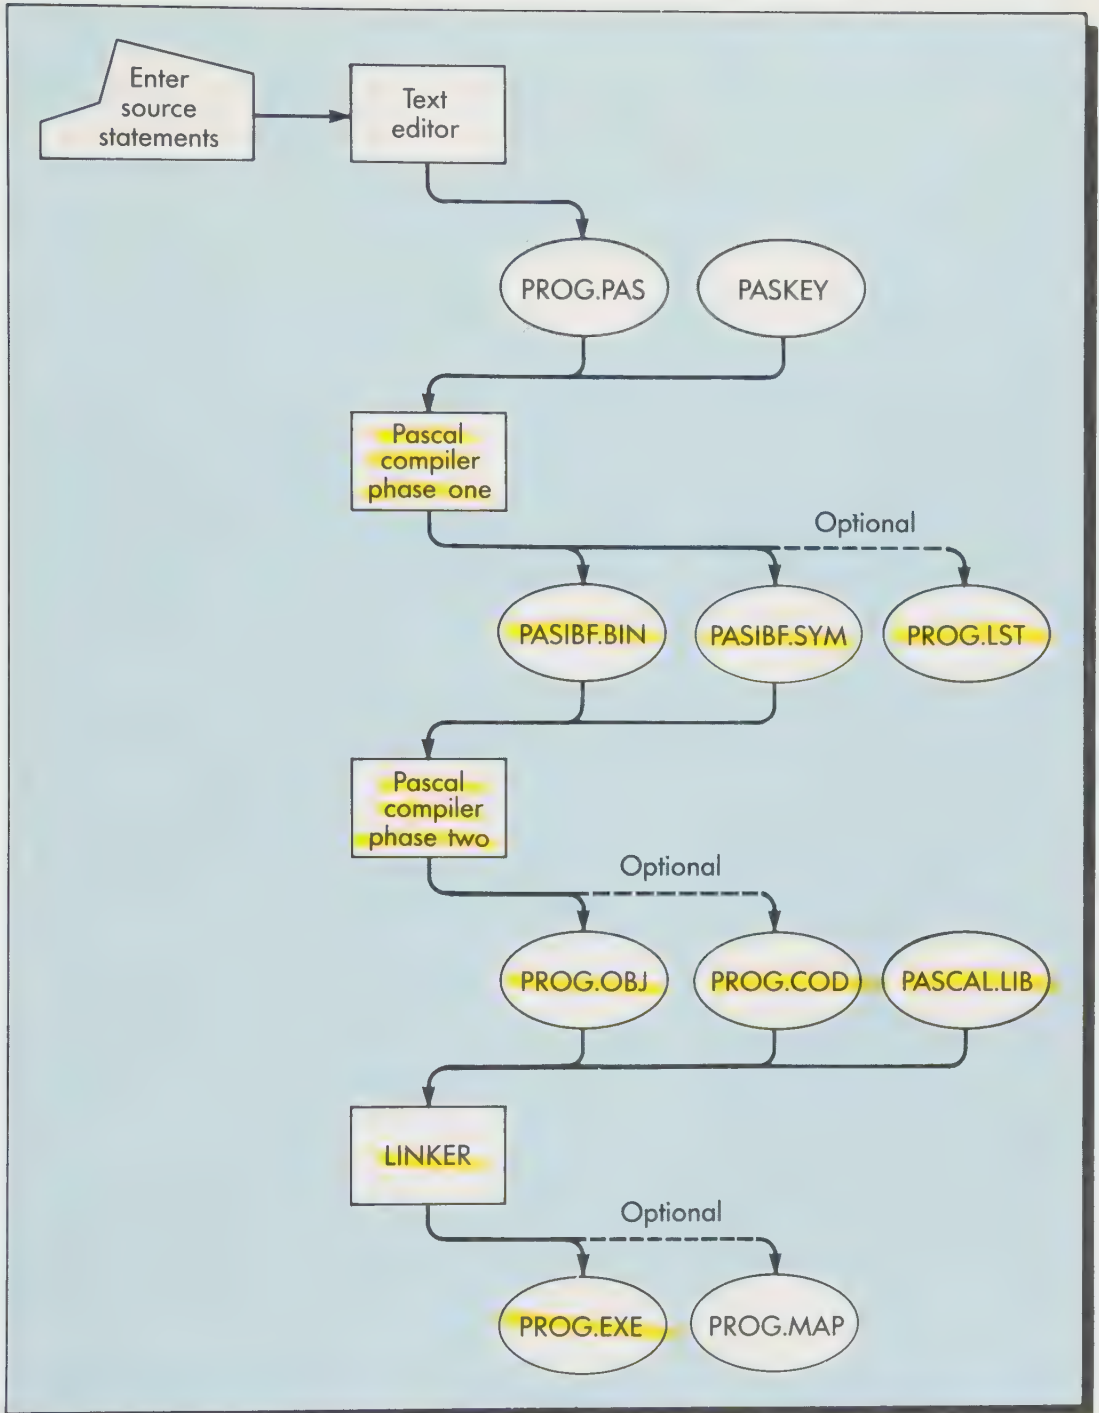 Enter
source
statements
Text
editor
PROG.PAS
PASKEY
Pascal
compiler
phase one
Optional
PASIBF.BIN
PASIBF.SYM
PROG.LST
Pascal
compiler
phase two
Optional
PROG.OBJ
PROG.COD
PASCAL.LIB
LINKER
Optional
PROG.EXE
PROG.MAP